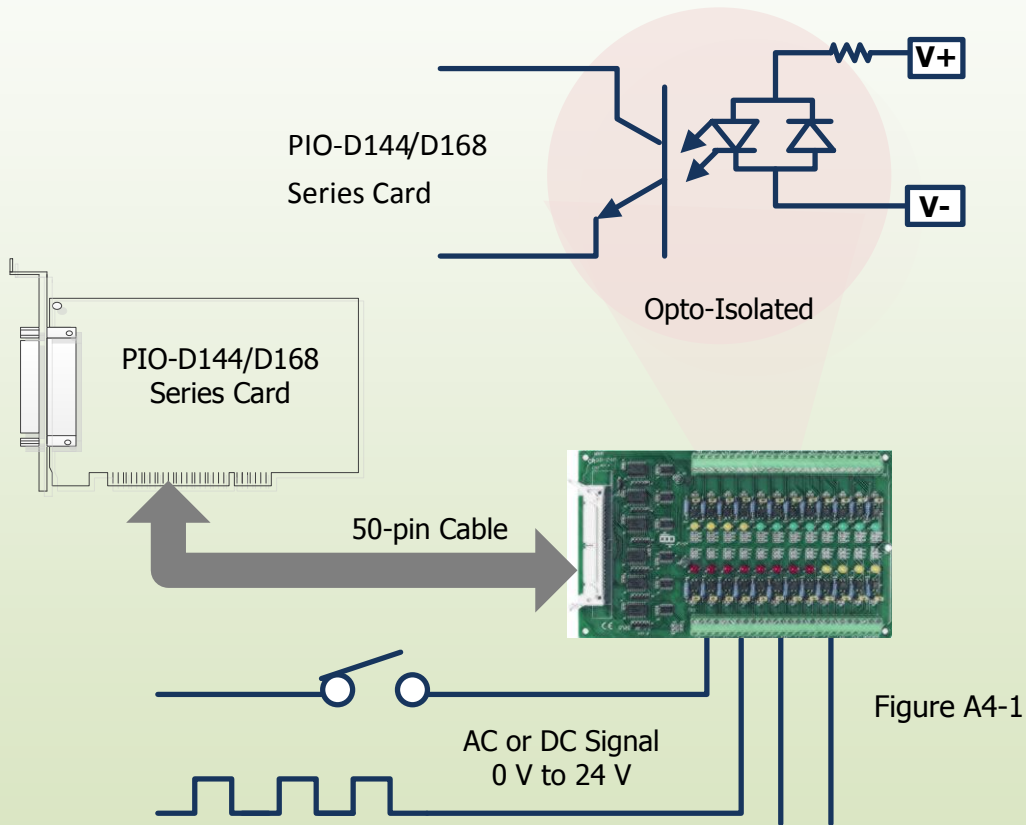 V+
PIO-D144/D168
Series Card
V-
Opto-Isolated
PIO-D144/D168
Series Card
50-pin Cable
Figure A4-1
AC or DC Signal
0 V to 24 V